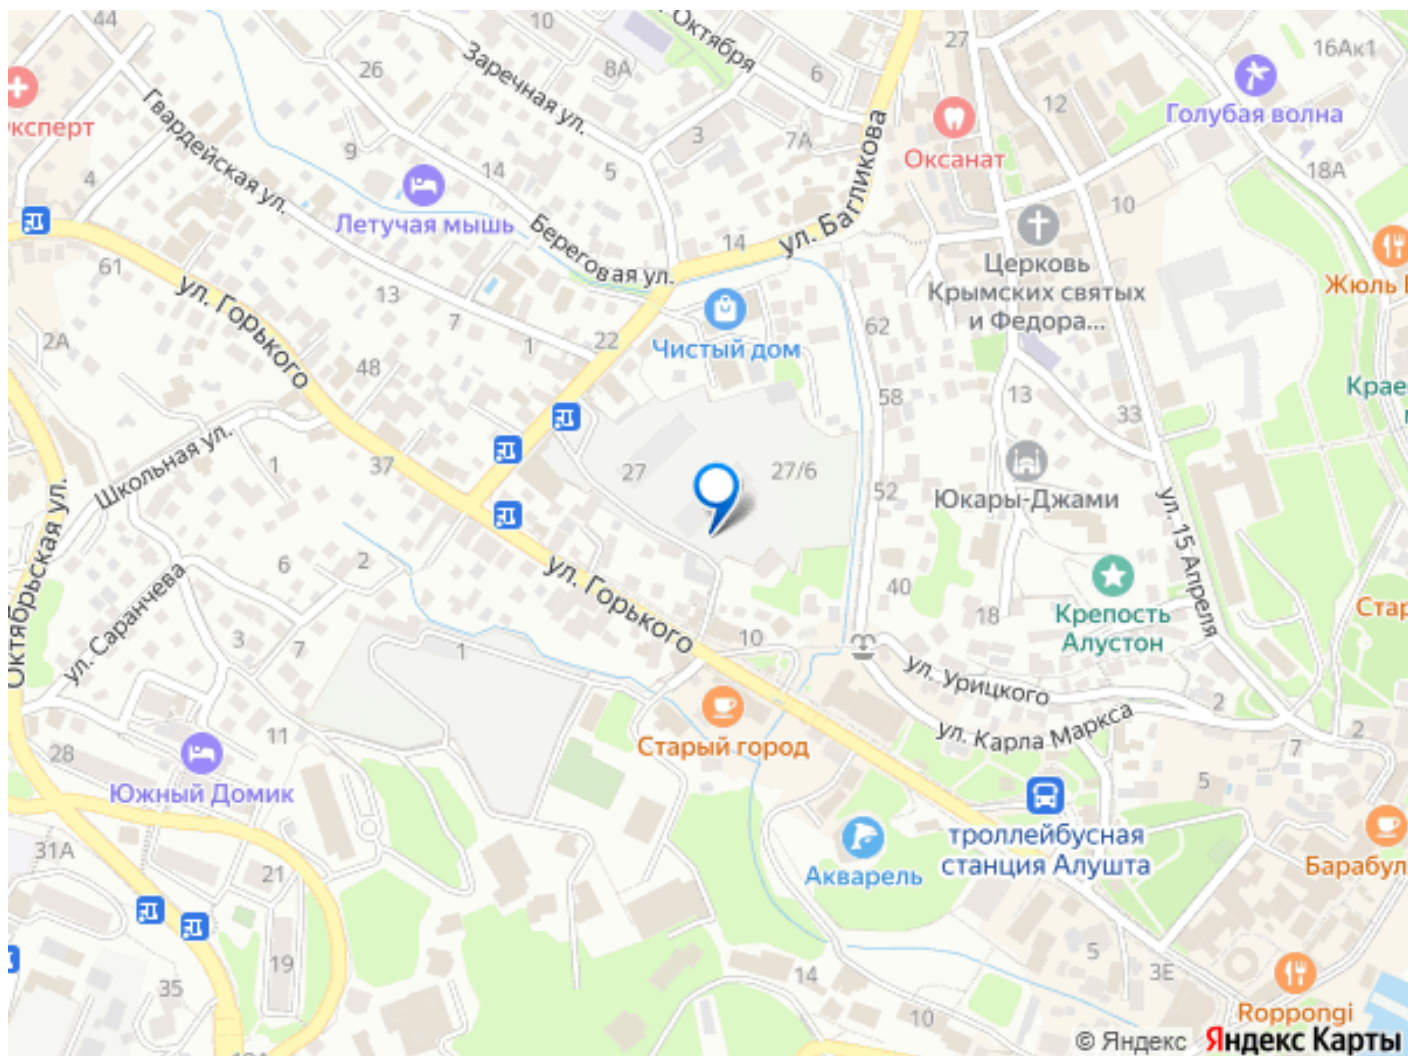 44
10
Октября
27
16Ак1
Заречная ул.
26
8А
6
12
Эксперт
Гвардейская ул.
9
3
7А
Оксанат
Голубая волна
4
14
5
18А
Летучая мышь
Береговая ул.
ул. Багликова
14
10
61
ул. Горького
13
7
Церковь
Крымских святых
и Федора...
Жюль
2А
1
22
Чистый дом
62
48
58
13
33
Школьная ул.
1
37
27
27/6
52
Юкары-Джами
ул. 15 Апреля
Октябрьская ул.
6
2
ул. Горького
40
18
Крепость
Алустон
ул. Саранчева
3
7
1
10
ул. Урицкого
2
2
ул. Карла Маркса
28
11
Старый город
7
5
Южный Домик
троллейбусная
станция Алушта
31А
21
Акварель
19
35
14
5
3Е
10
Roppongi
© Яндекс Яндекс Карты